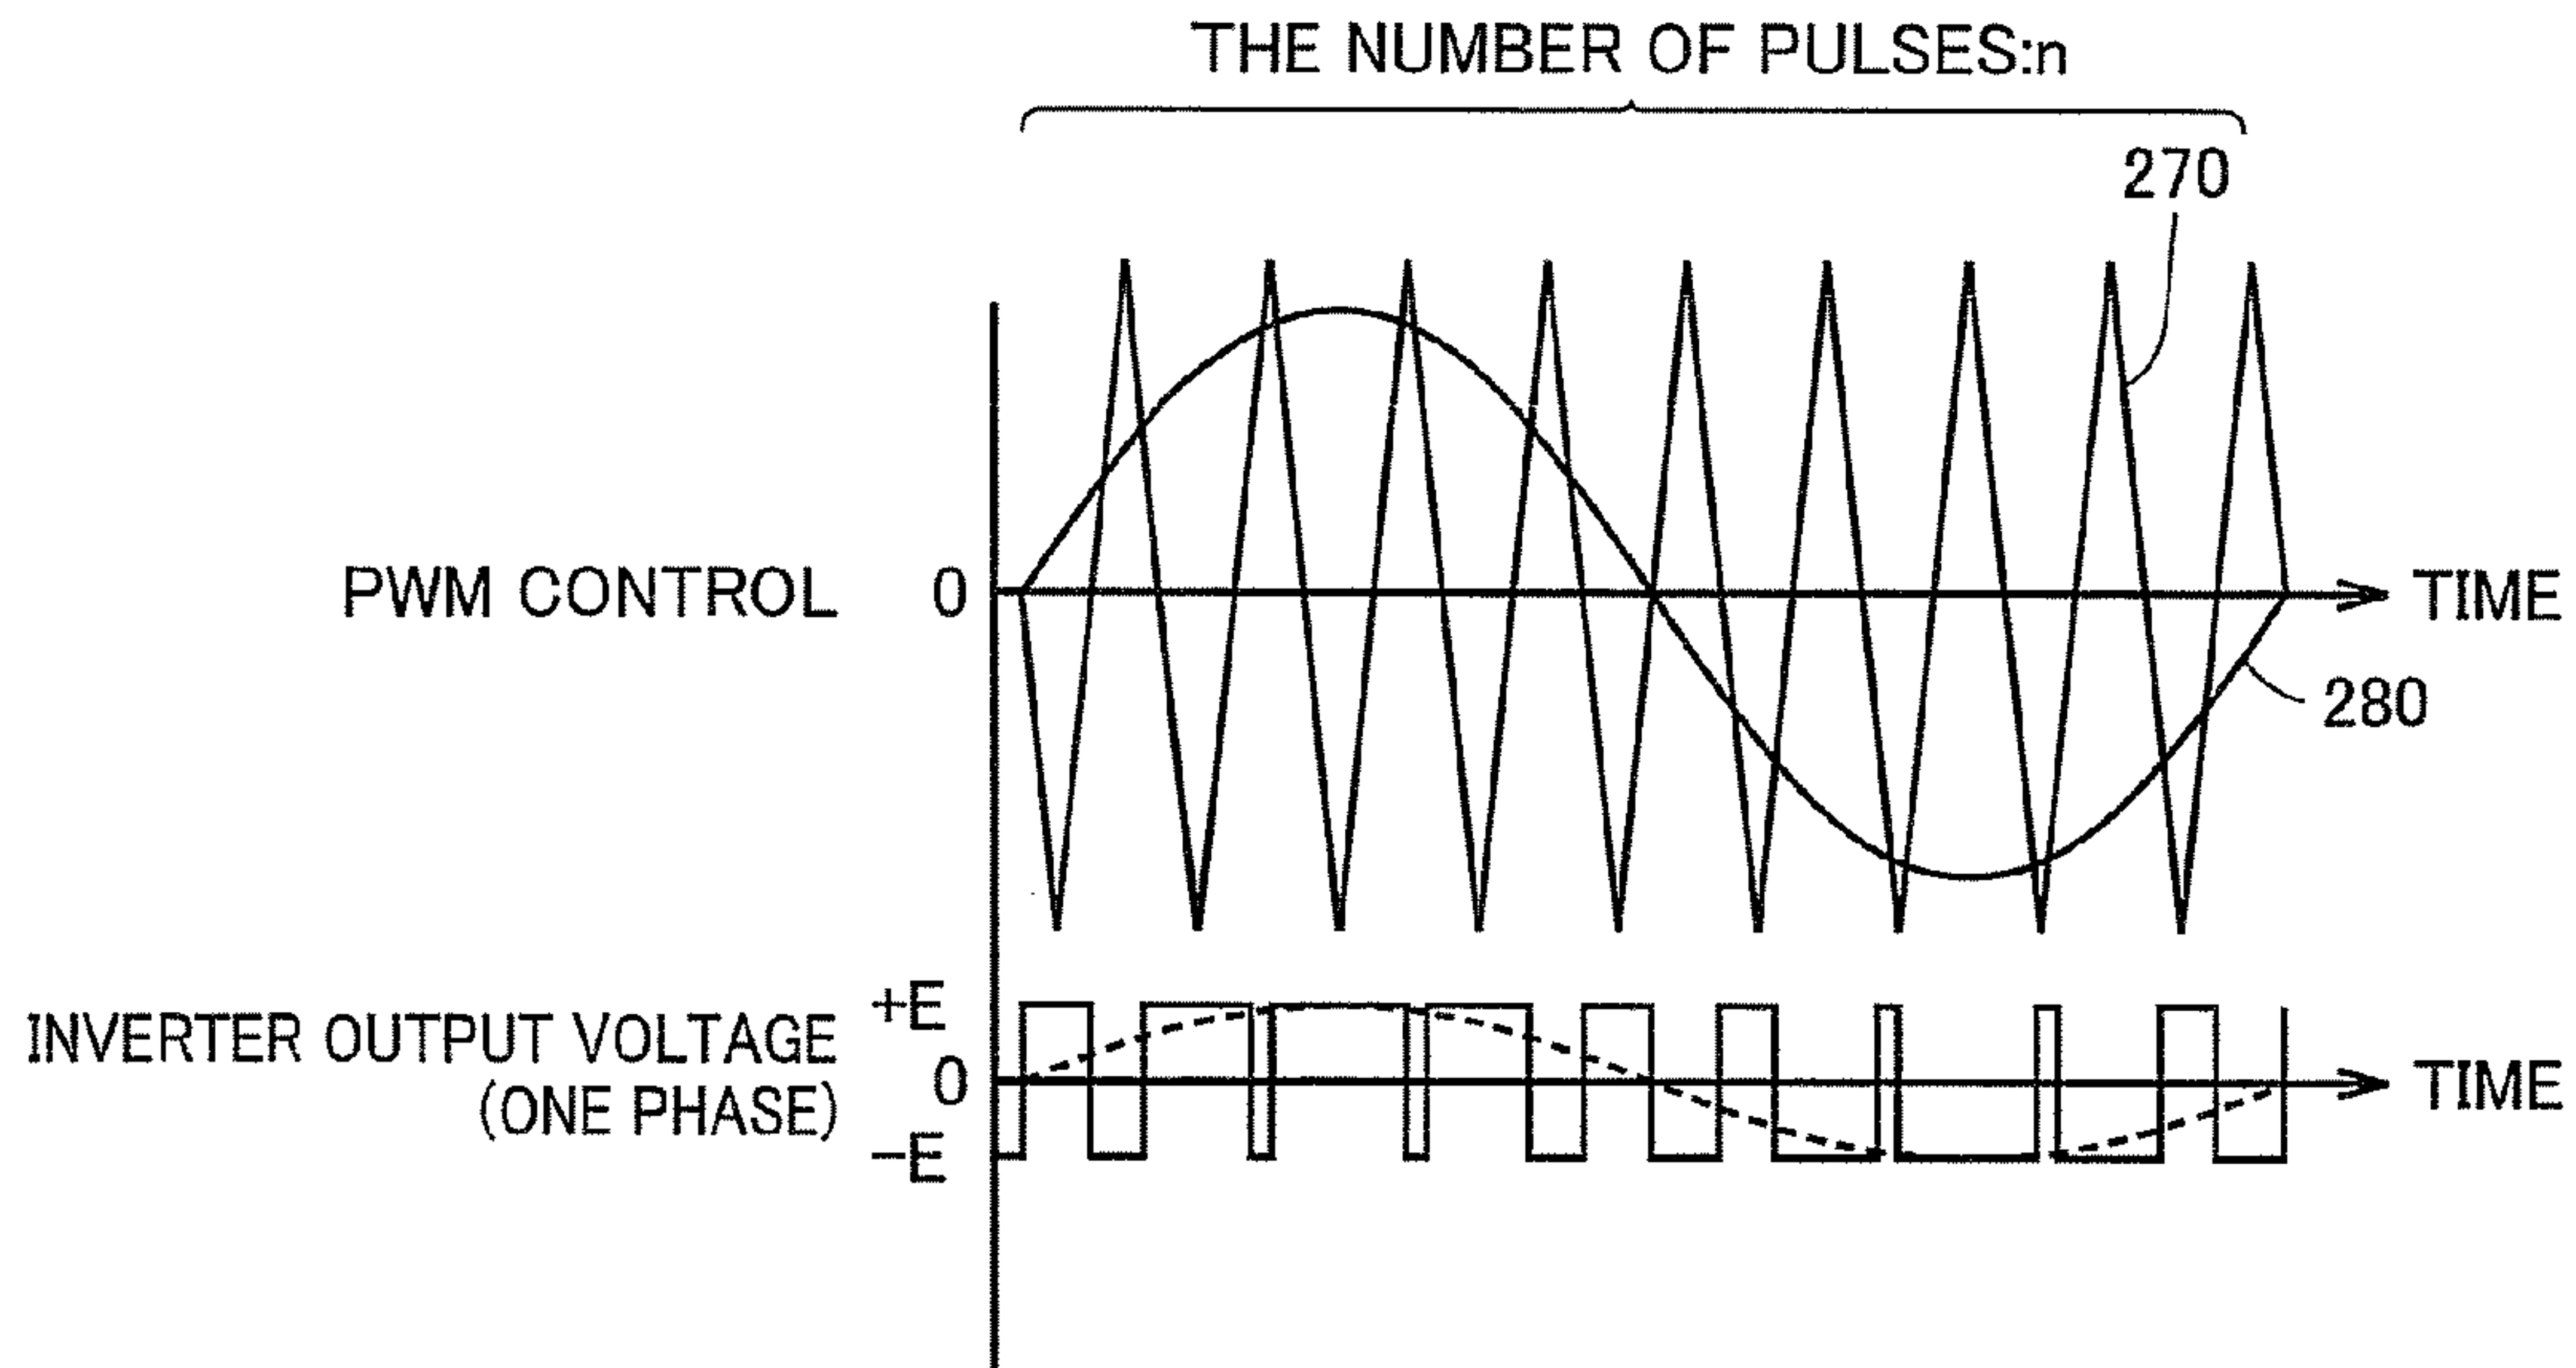 THE NUMBER OF PULSES:n
270
PWM CONTROL
0
TIME
280
+E
INVERTER OUTPUT VOLTAGE
(ONE PHASE)
0
TIME
−E